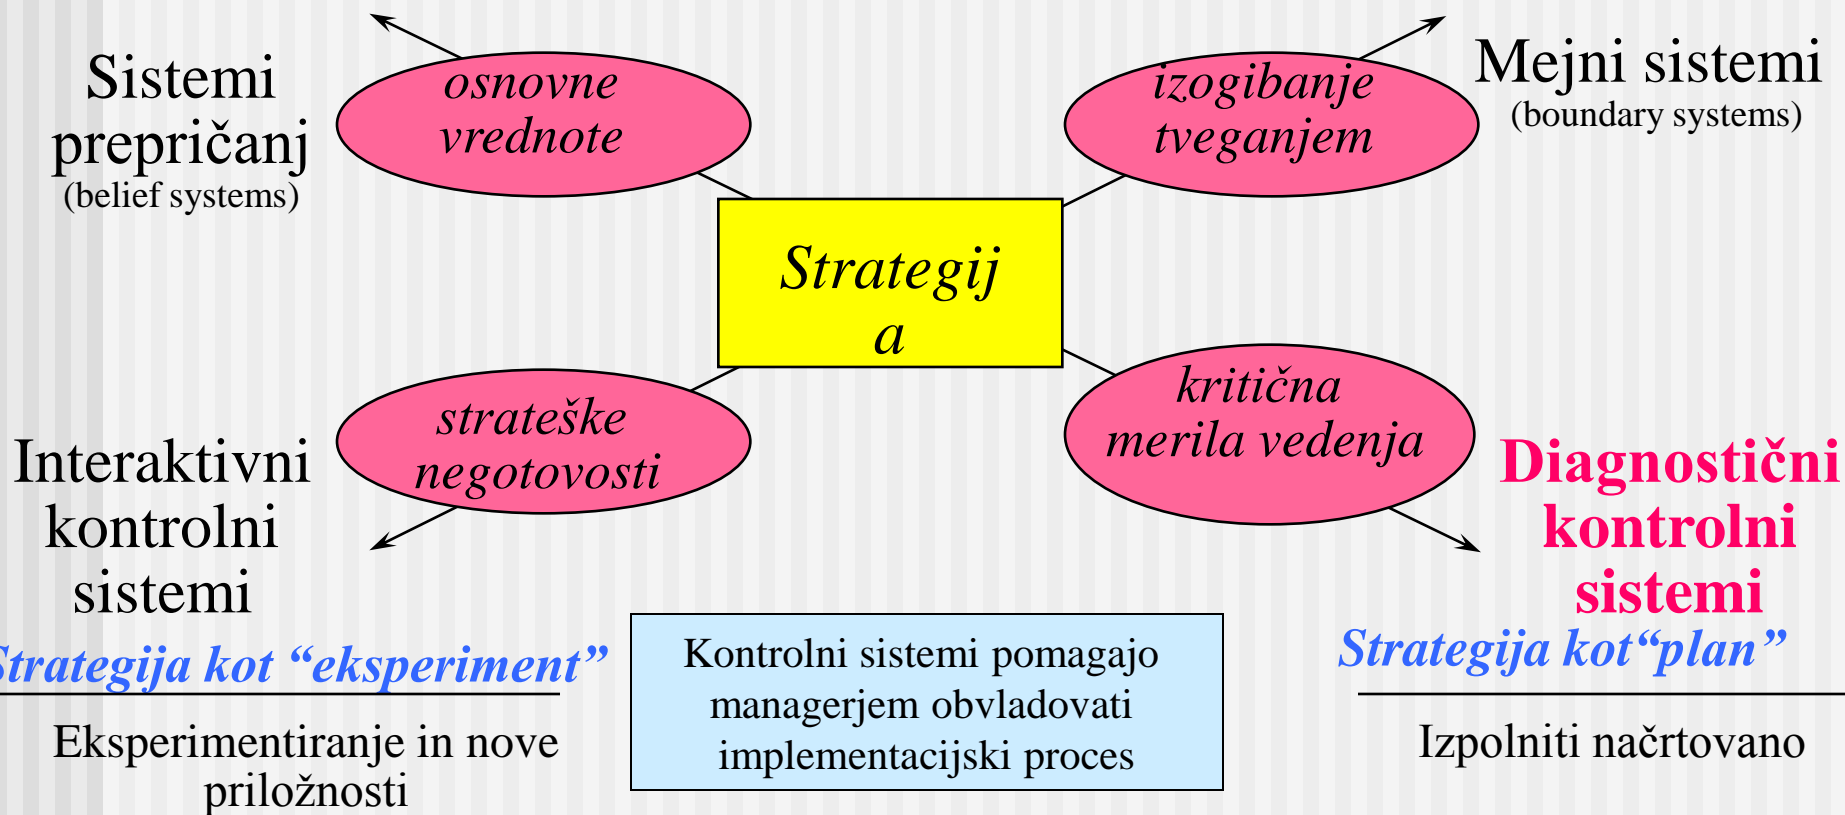 Sistemi
prepričanj
(belief systems)
osnovne
vrednote
izogibanje
tveganjem
Mejni sistemi
(boundary systems)
Strategij
a
Interaktivni
kontrolni
sistemi
strateške
negotovosti
kritična
merila vedenja
Diagnostični
kontrolni
sistemi
Strategija kot “eksperiment”
Eksperimentiranje in nove
priložnosti
Kontrolni sistemi pomagajo
managerjem obvladovati
implementacijski proces
Strategija kot“plan”
Izpolniti načrtovano